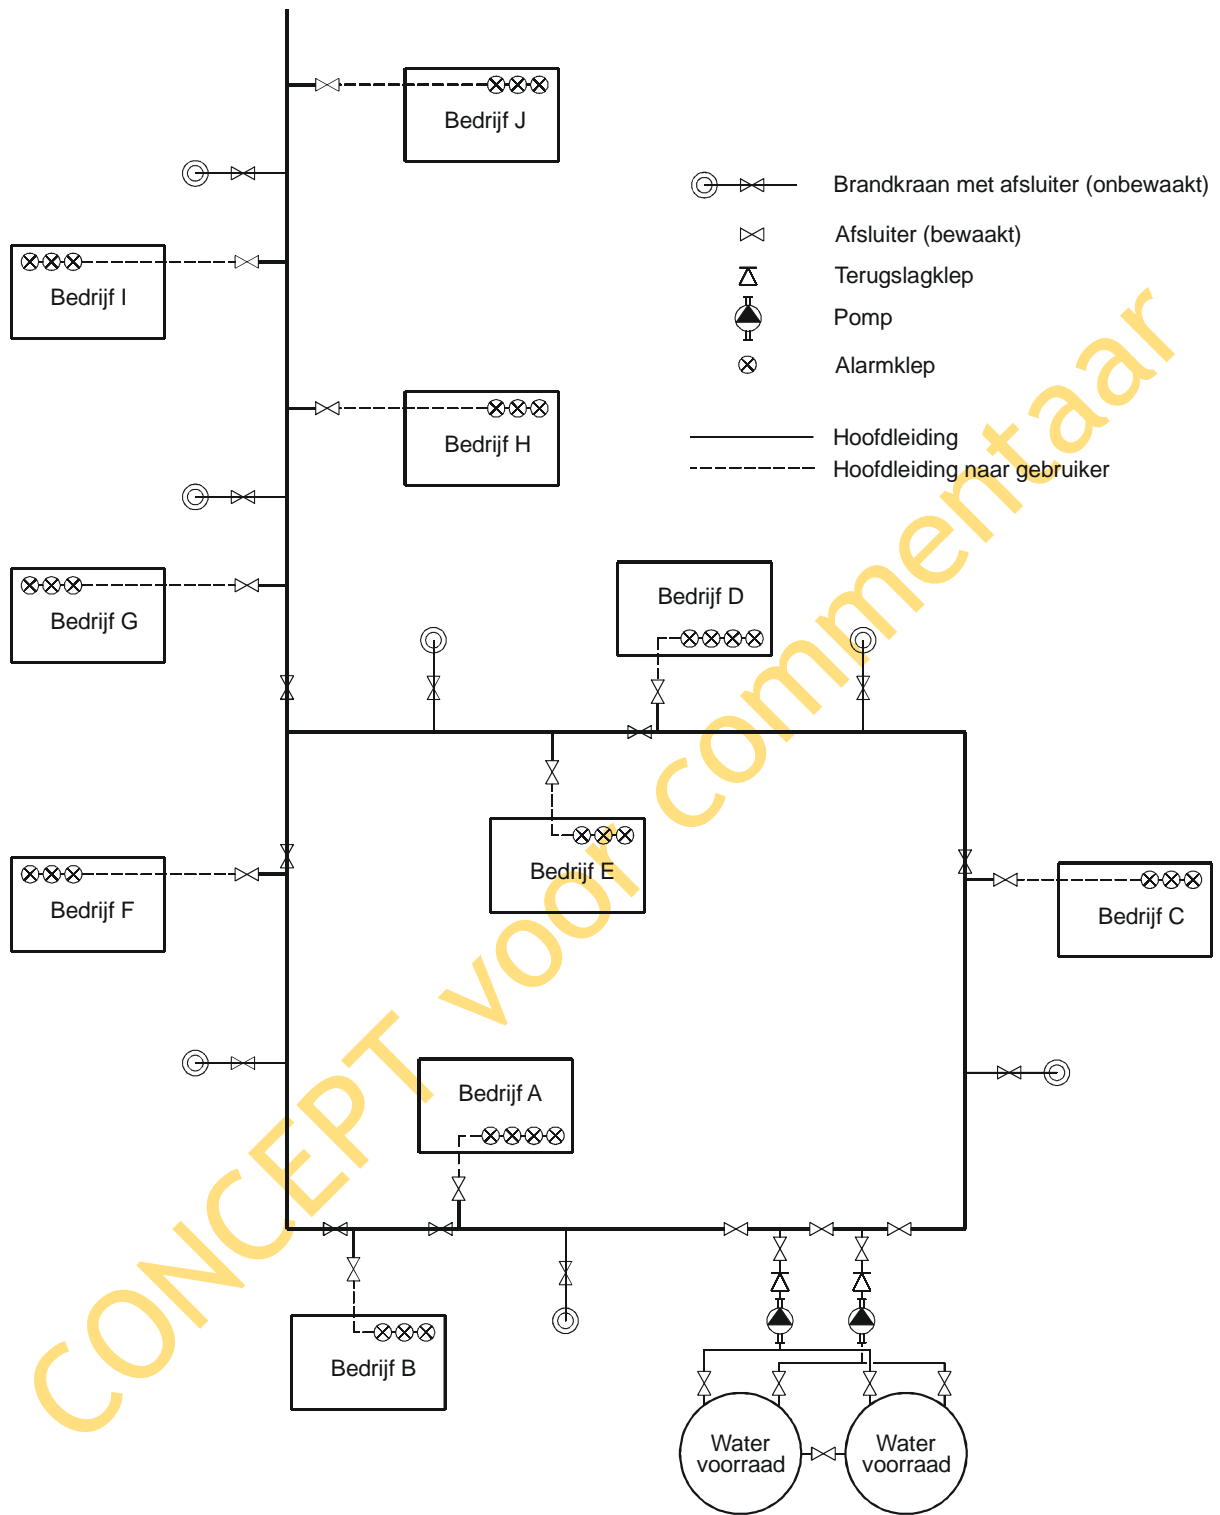 Bedrijf J
Brandkraan met afsluiter (onbewaakt)
Afsluiter (bewaakt)
Terugslagklep
Pomp
Alarmklep
Hoofdleiding
Hoofdleiding naar gebruiker
Bedrijf I
Bedrijf H
Bedrijf G
Bedrijf D
Bedrijf E
Bedrijf F
Bedrijf C
Bedrijf A
Bedrijf B
Water
voorraad
Water
voorraad
CONCEPT voor commentaar